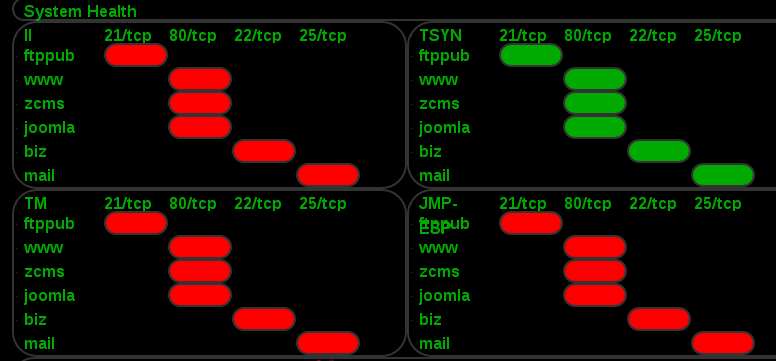 System Health
II 21/tcp 80/tcp 22/tcp 25/tcp
ftppub
www
zcms
joomla
biz
mail
TSYN 21/tcp 80/tcp 22/tcp 25/tcp
ftppub
www
zcms
joomla
biz
mail
TM 21/tcp 80/tcp 22/tcp 25/tcp
ftppub
www
zcms
joomla
biz
mail
JMP- 21/tcp 80/tcp 22/tcp 25/tcp
ESP
ftppub
www
zcms
joomla
biz
mail